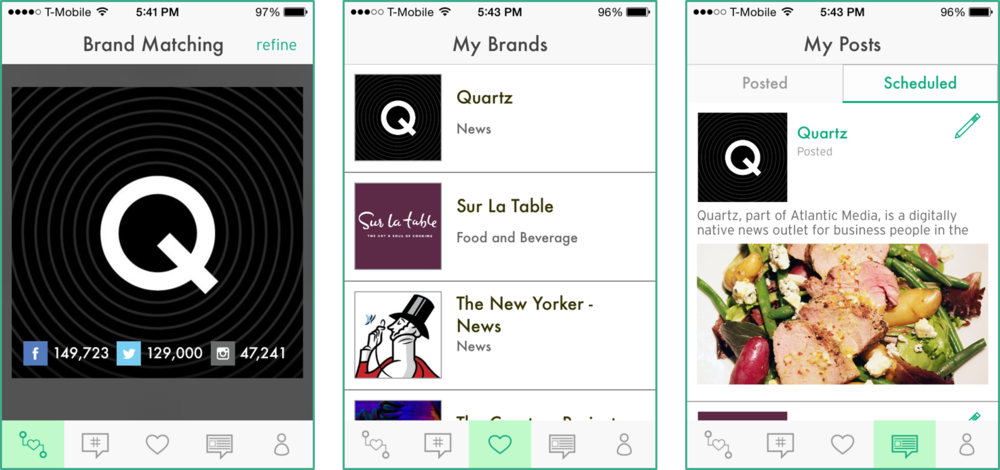 T-Mobile 5:41 PM 97%
Brand Matching refine
Q
149,723 129,000 47,241
T-Mobile 5:43 PM 96%
My Brands
Q
Quartz
News
Sur la table
THE ART & SOUL OF COOKING
Sur La Table
Food and Beverage
The New Yorker -
News
News
T-Mobile 5:43 PM 96%
My Posts
Posted Scheduled
Q
Quartz
Posted
Quartz, part of Atlantic Media, is a digitally
native news outlet for business people in the